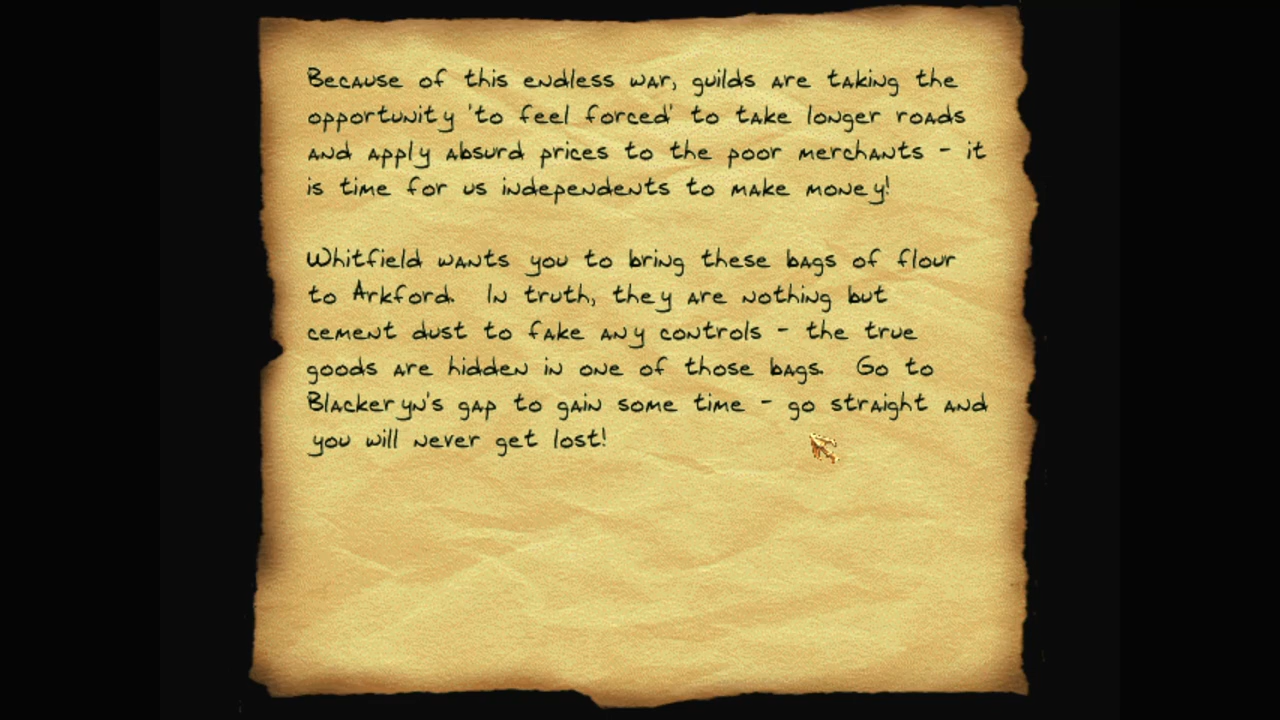 Because of this endless war, guilds are taking the
opportunity 'to feel forced' to take longer roads
and apply absurd prices to the poor merchants - it
is time for us independents to make money!
Whitfield wants you to bring these bags of flour
to Arkford. In truth, they are nothing but
cement dust to fake any controls - the true
goods are hidden in one of those bags. Go to
Blackeryn's gap to gain some time - go straight and
you will never get lost!